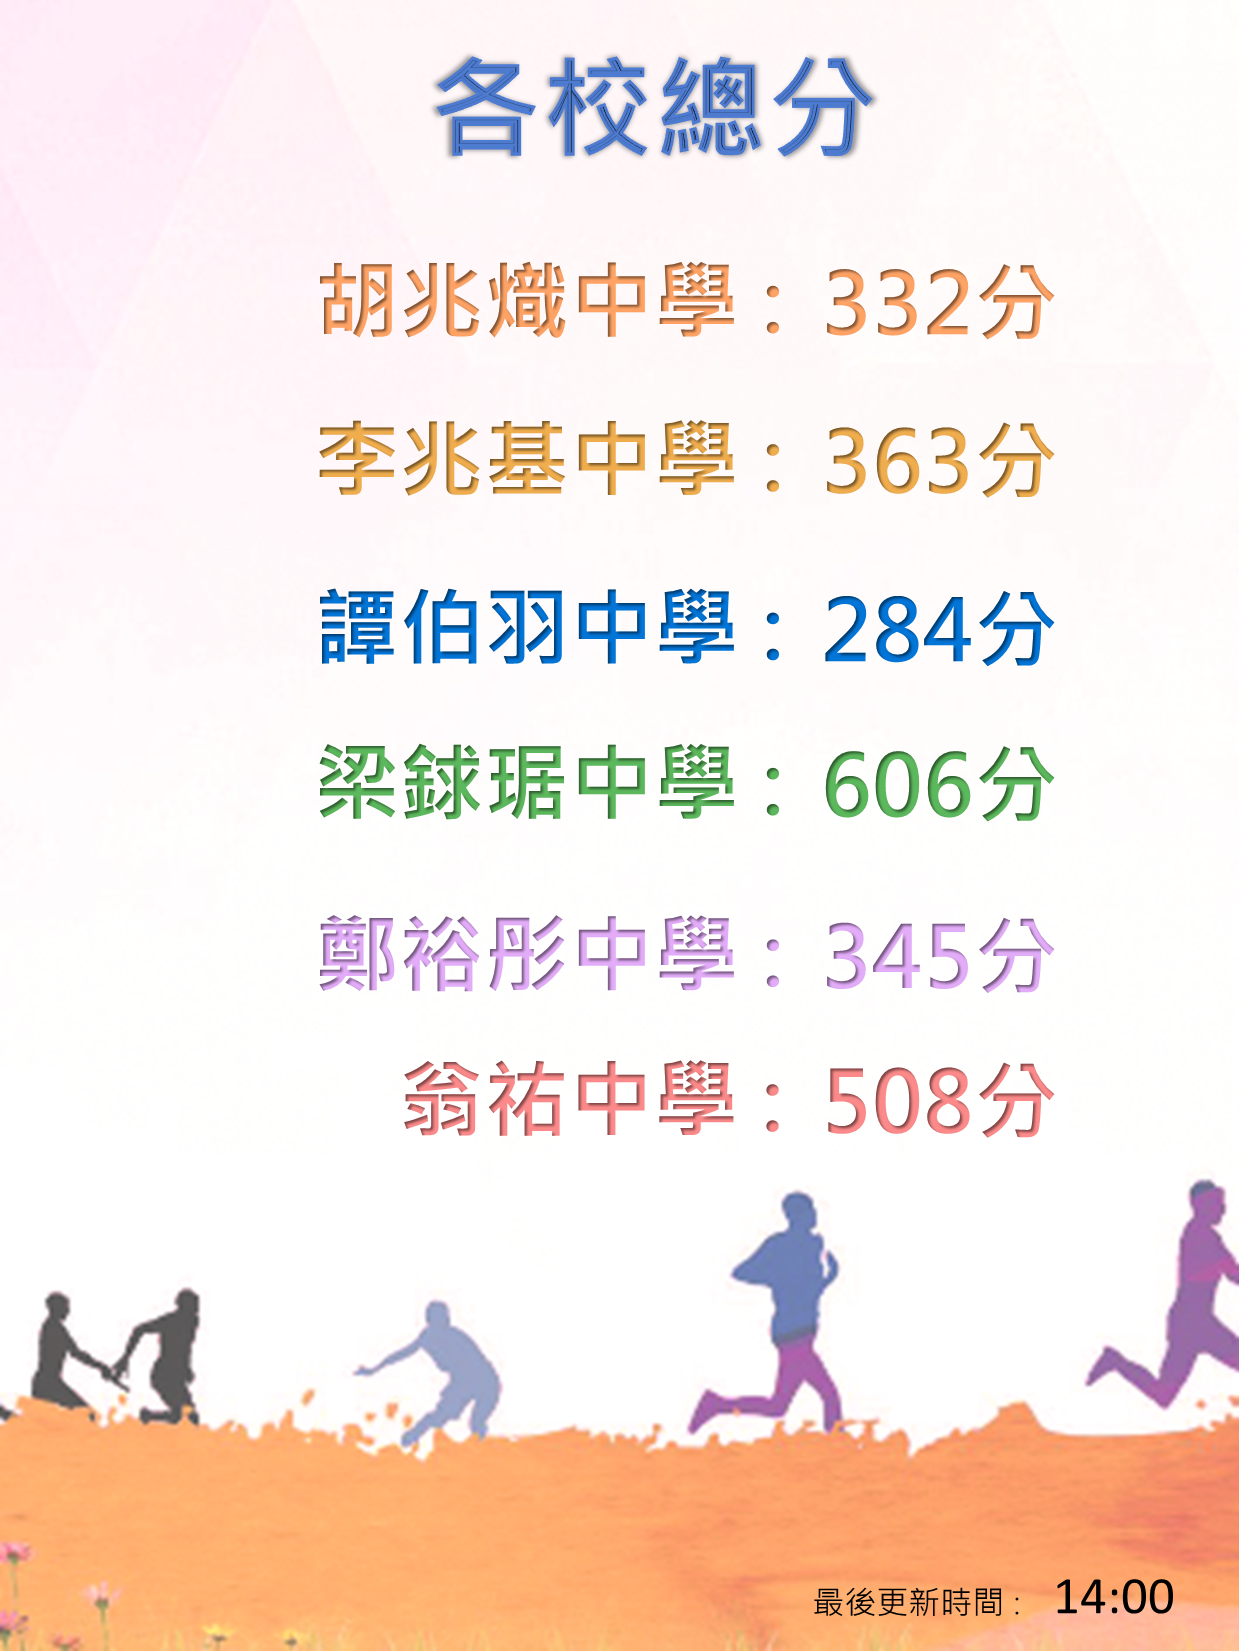 各校總分
胡兆熾中學：332分
李兆基中學：363分
譚伯羽中學：284分
梁銶琚中學：606分
鄭裕彤中學：345分
翁祐中學：508分
最後更新時間： 14:00